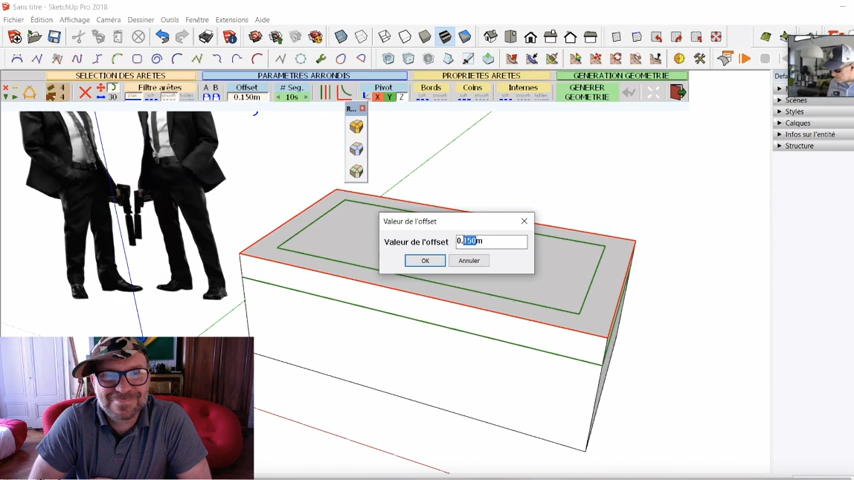 Sans titre - SketchUp Pro 2018
Fichier Édition Affichage Caméra Dessiner Outils Fenêtre Extensions Aide
SELECTION DES ARETES PARAMETRES ARRONDIS PROPRIETES ARETES GENERATION GEOMETRIE
Filtre arêtes A B Offset # Seg. Pivot Bords Coins Internes GENERER
30 0.150m 10s X Y Z GEOMETRIE
R...
Defa
Scènes
Styles
Calques
Infos sur l'entité
Structure
Valeur de l'offset
Valeur de l'offset 0.150m
OK Annuler